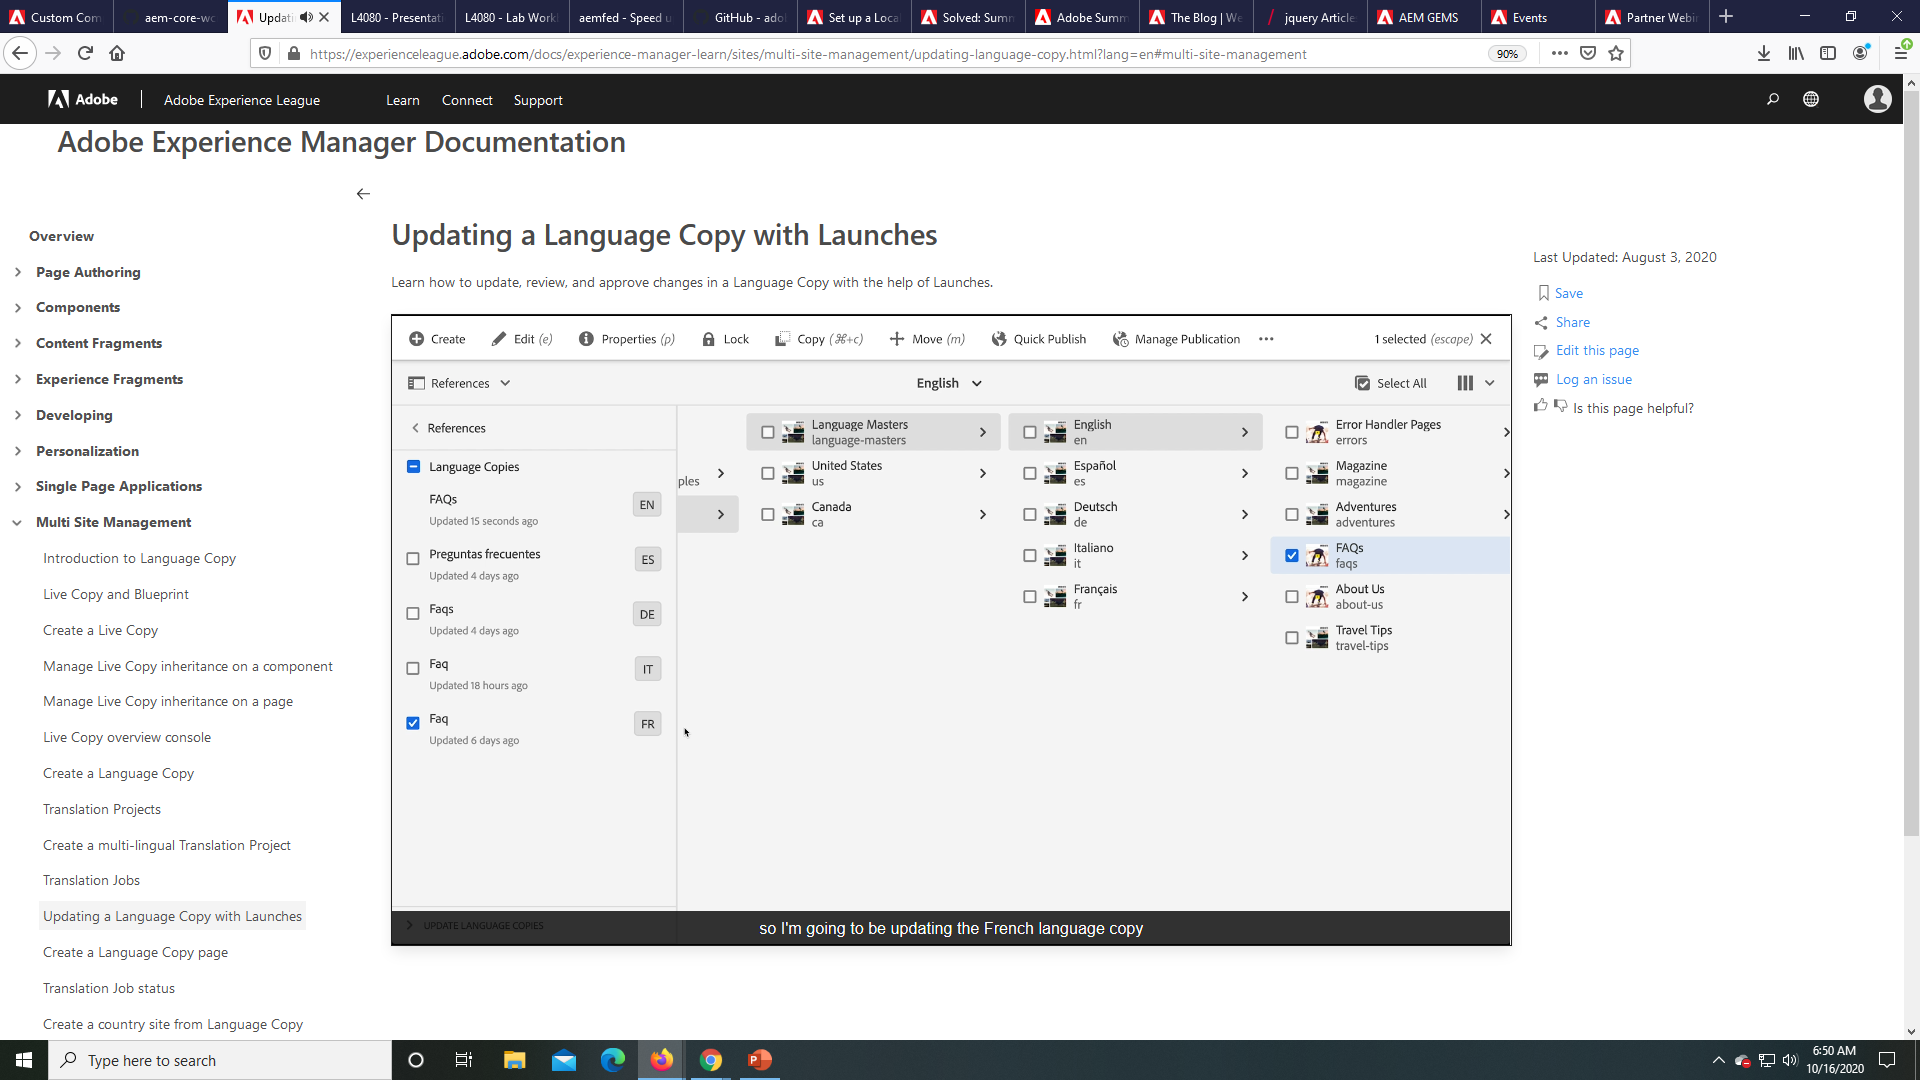 Custom Com
aem-core-wc
Updati
L4080 - Presentati
L4080 - Lab Work
aemfed - Speed u
GitHub - ado
Set up a Loca
Solved: Summ
Adobe Summ
The Blog | We
jquery Article
AEM GEMS
Events
Partner Webin
https://experienceleague.adobe.com/docs/experience-manager-learn/sites/multi-site-management/updating-language-copy.html?lang=en#multi-site-management
90%
Adobe
Adobe Experience League
Learn
Connect
Support
Adobe Experience Manager Documentation
Overview
Page Authoring
Components
Content Fragments
Experience Fragments
Developing
Personalization
Single Page Applications
Multi Site Management
Introduction to Language Copy
Live Copy and Blueprint
Create a Live Copy
Manage Live Copy inheritance on a component
Manage Live Copy inheritance on a page
Live Copy overview console
Create a Language Copy
Translation Projects
Create a multi-lingual Translation Project
Translation Jobs
Updating a Language Copy with Launches
Create a Language Copy page
Translation Job status
Create a country site from Language Copy
Updating a Language Copy with Launches
Learn how to update, review, and approve changes in a Language Copy with the help of Launches.
Create
Edit (e)
Properties (p)
Lock
Copy (⌘+c)
Move (m)
Quick Publish
Manage Publication
1 selected (escape)
References
English
Select All
References
Language Copies
FAQs
EN
Updated 15 seconds ago
Preguntas frecuentes
ES
Updated 4 days ago
Faqs
DE
Updated 4 days ago
Faq
IT
Updated 18 hours ago
Faq
FR
Updated 6 days ago
UPDATE LANGUAGE COPIES
ples
Language Masters
language-masters
United States
us
Canada
ca
English
en
Español
es
Deutsch
de
Italiano
it
Français
fr
Error Handler Pages
errors
Magazine
magazine
Adventures
adventures
FAQs
faqs
About Us
about-us
Travel Tips
travel-tips
so I'm going to be updating the French language copy
Last Updated: August 3, 2020
Save
Share
Edit this page
Log an issue
Is this page helpful?
Type here to search
6:50 AM
10/16/2020